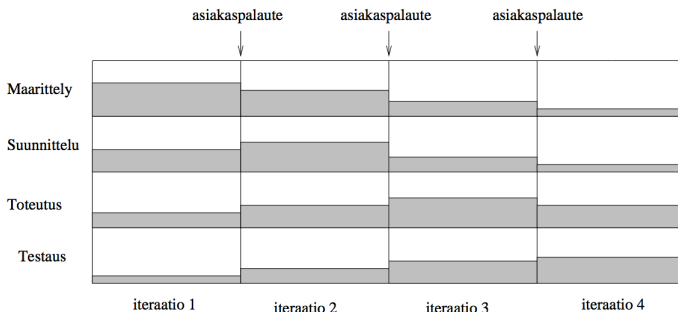 asiakaspalaute asiakaspalaute asiakaspalaute
Maarittely
Suunnittelu
Toteutus
Testaus
iteraatio 1 iteraatio 2 iteraatio 3 iteraatio 4